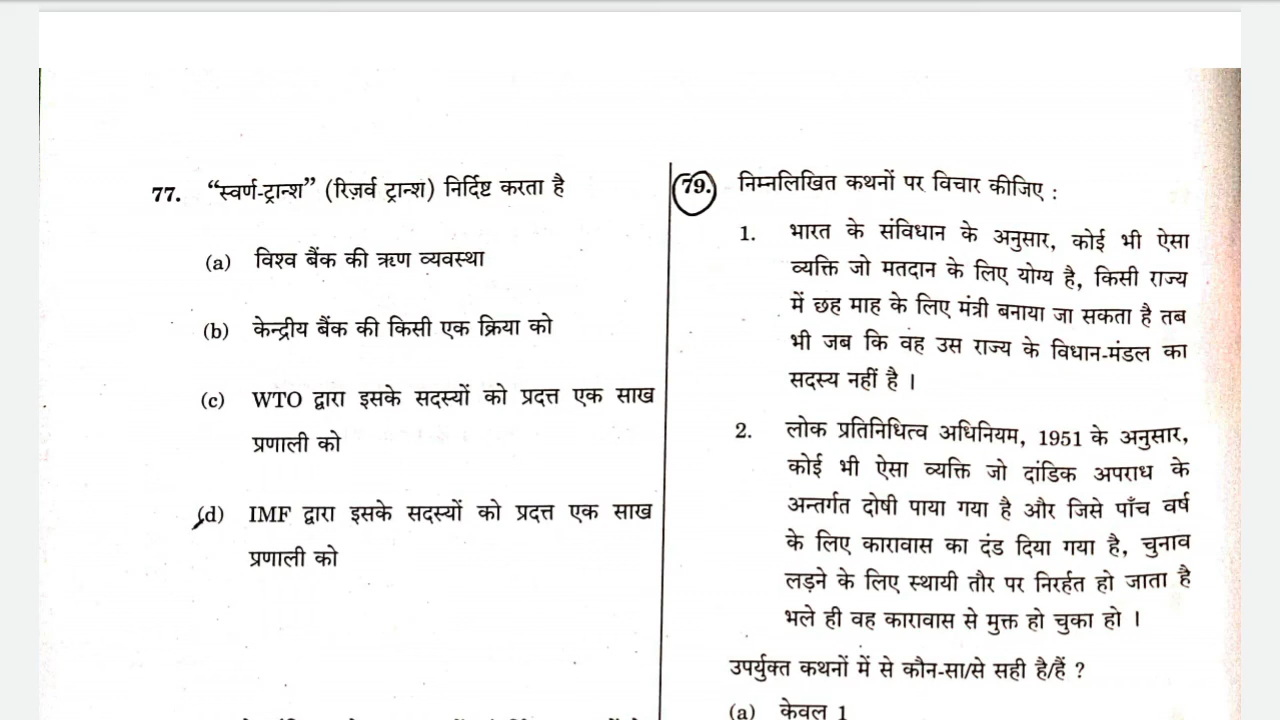 77. “स्वर्ण-ट्रान्श” (रिज़र्व ट्रान्श) निर्दिष्ट करता है
(a) विश्व बैंक की ऋण व्यवस्था
(b) केन्द्रीय बैंक की किसी एक क्रिया को
(c) WTO द्वारा इसके सदस्यों को प्रदत्त एक साख
प्रणाली को
(d) IMF द्वारा इसके सदस्यों को प्रदत्त एक साख
प्रणाली को
79. निम्नलिखित कथनों पर विचार कीजिए :
1. भारत के संविधान के अनुसार, कोई भी ऐसा
व्यक्ति जो मतदान के लिए योग्य है, किसी राज्य
में छह माह के लिए मंत्री बनाया जा सकता है तब
भी जब कि वह उस राज्य के विधान-मंडल का
सदस्य नहीं है ।
2. लोक प्रतिनिधित्व अधिनियम, 1951 के अनुसार,
कोई भी ऐसा व्यक्ति जो दांडिक अपराध के
अन्तर्गत दोषी पाया गया है और जिसे पाँच वर्ष
के लिए कारावास का दंड दिया गया है, चुनाव
लड़ने के लिए स्थायी तौर पर निरर्हत हो जाता है
भले ही वह कारावास से मुक्त हो चुका हो ।
उपर्युक्त कथनों में से कौन-सा/से सही है/हैं ?
(a) केवल 1